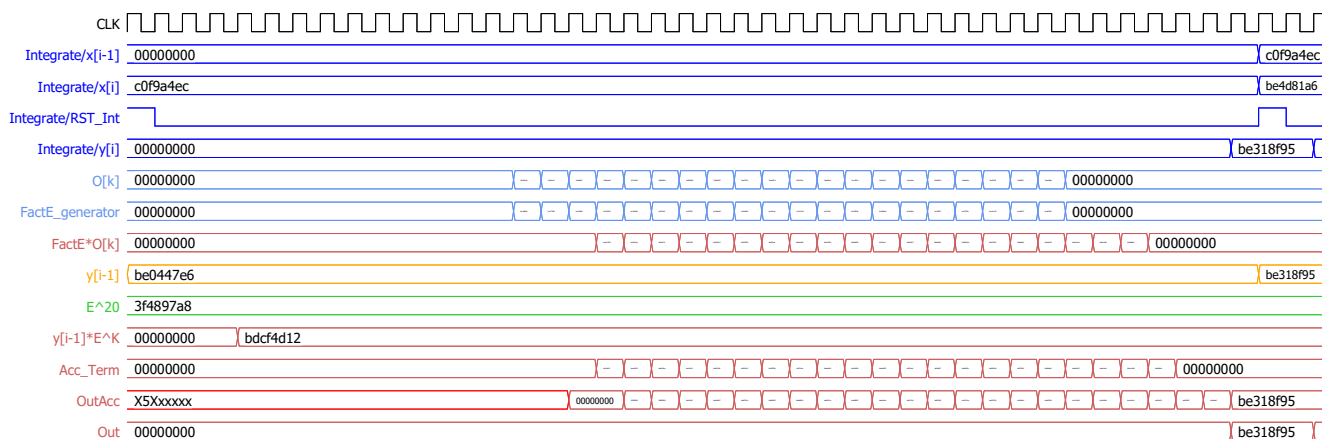 CLK
Integrate/x[i-1] 00000000 c0f9a4ec
Integrate/x[i] c0f9a4ec be4d81a6
Integrate/RST_Int
Integrate/y[i] 00000000 be318f95
O[k] 00000000 00000000
FactE_generator 00000000 00000000
FactE*O[k] 00000000 00000000
y[i-1] be0447e6 be318f95
E^20 3f4897a8
y[i-1]*E^K 00000000 bdcf4d12
Acc_Term 00000000 00000000
OutAcc X5Xxxxxx 00000000 be318f95
Out 00000000 be318f95